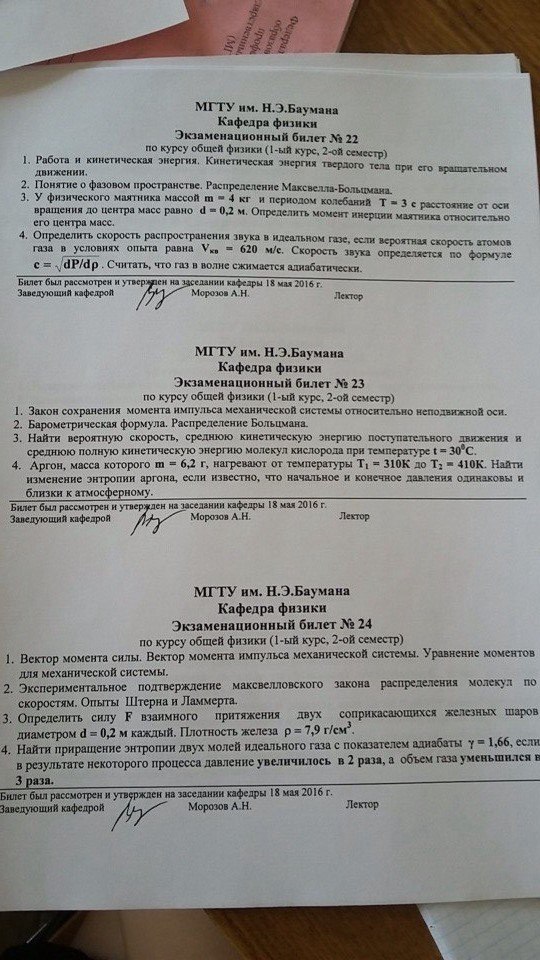 МГТУ им. Н.Э.Баумана
Кафедра физики
Экзаменационный билет № 22
по курсу общей физики (1-ый курс, 2-ой семестр)
1. Работа и кинетическая энергия. Кинетическая энергия твердого тела при его вращательном
движении.
2. Понятие о фазовом пространстве. Распределение Максвелла-Больцмана.
3. У физического маятника массой m = 4 кг и периодом колебаний T = 3 с расстояние от оси
вращения до центра масс равно d = 0,2 м. Определить момент инерции маятника относительно
его центра масс.
4. Определить скорость распространения звука в идеальном газе, если вероятная скорость атомов
газа в условиях опыта равна Vкв = 620 м/с. Скорость звука определяется по формуле
c = √dP/dρ . Считать, что газ в волне сжимается адиабатически.
Билет был рассмотрен и утвержден на заседании кафедры 18 мая 2016 г.
Заведующий кафедрой Морозов А.Н. Лектор
МГТУ им. Н.Э.Баумана
Кафедра физики
Экзаменационный билет № 23
по курсу общей физики (1-ый курс, 2-ой семестр)
1. Закон сохранения момента импульса механической системы относительно неподвижной оси.
2. Барометрическая формула. Распределение Больцмана.
3. Найти вероятную скорость, среднюю кинетическую энергию поступательного движения и
среднюю полную кинетическую энергию молекул кислорода при температуре t = 30⁰С.
4. Аргон, масса которого m = 6,2 г, нагревают от температуры T₁ = 310К до T₂ = 410К. Найти
изменение энтропии аргона, если известно, что начальное и конечное давления одинаковы и
близки к атмосферному.
Билет был рассмотрен и утвержден на заседании кафедры 18 мая 2016 г.
Заведующий кафедрой Морозов А.Н. Лектор
МГТУ им. Н.Э.Баумана
Кафедра физики
Экзаменационный билет № 24
по курсу общей физики (1-ый курс, 2-ой семестр)
1. Вектор момента силы. Вектор момента импульса механической системы. Уравнение моментов
для механической системы.
2. Экспериментальное подтверждение максвелловского закона распределения молекул по
скоростям. Опыты Штерна и Ламмерта.
3. Определить силу F взаимного притяжения двух соприкасающихся железных шаров
диаметром d = 0,2 м каждый. Плотность железа ρ = 7,9 г/см³.
4. Найти приращение энтропии двух молей идеального газа с показателем адиабаты γ = 1,66, если
в результате некоторого процесса давление увеличилось в 2 раза, а объем газа уменьшился в
3 раза.
Билет был рассмотрен и утвержден на заседании кафедры 18 мая 2016 г.
Заведующий кафедрой Морозов А.Н. Лектор